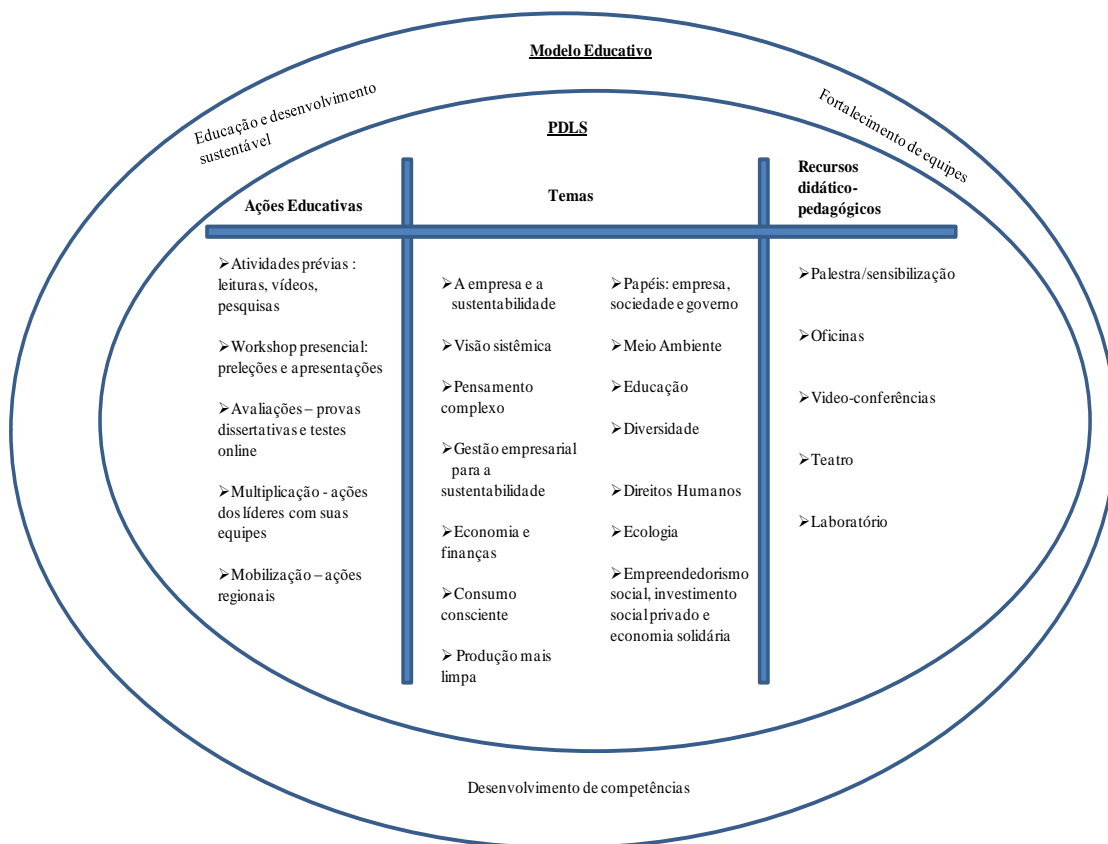 Modelo Educativo
Educação e desenvolvimento
sustentável
Fortalecimento de equipes
PDLS
Ações Educativas
Temas
Recursos
didático-
pedagógicos
➢Atividades prévias :
leituras, vídeos,
pesquisas
➢Workshop presencial:
preleções e apresentações
➢Avaliações – provas
dissertativas e testes
online
➢Multiplicação - ações
dos líderes com suas
equipes
➢Mobilização – ações
regionais
➢A empresa e a
sustentabilidade
➢Visão sistêmica
➢Pensamento
complexo
➢Gestão empresarial
para a
sustentabilidade
➢Economia e
finanças
➢Consumo
consciente
➢ Produção mais
limpa
➢Papéis: empresa,
sociedade e governo
➢Meio Ambiente
➢Educação
➢Diversidade
➢Direitos Humanos
➢Ecologia
➢Empreendedorismo
social, investimento
social privado e
economia solidária
➢Palestra/sensibilização
➢Oficinas
➢Video-conferências
➢Teatro
➢Laboratório
Desenvolvimento de competências